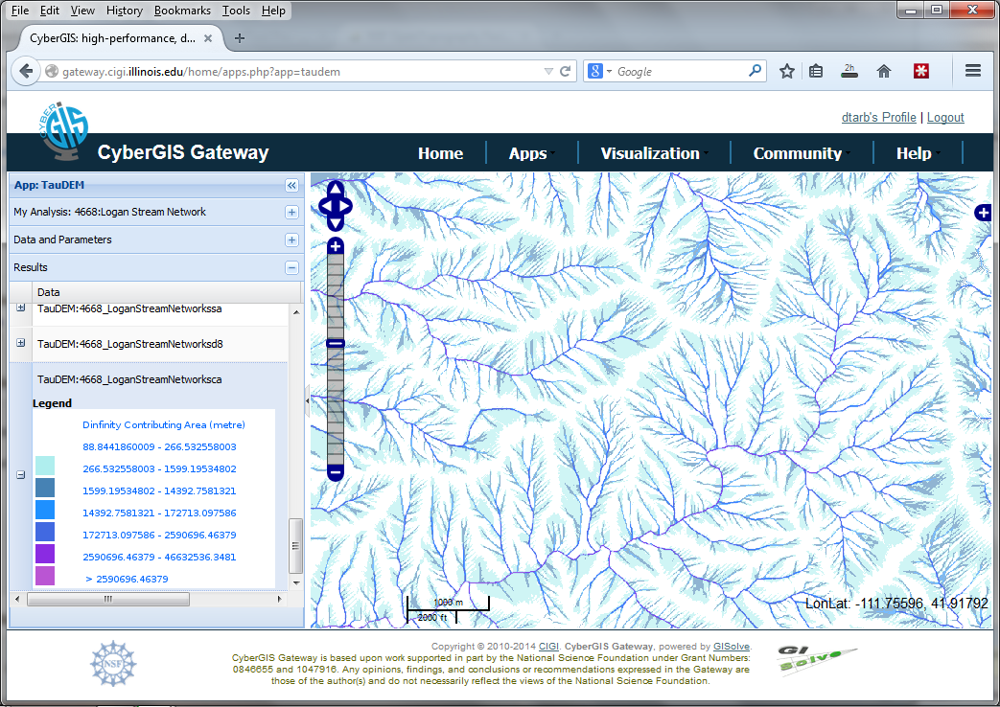 File Edit View History Bookmarks Tools Help
CyberGIS: high-performance, d...
gateway.cigi.illinois.edu/home/apps.php?app=taudem
Google
2h
dtarb's Profile | Logout
CYBER GIS
CyberGIS Gateway
Home Apps Visualization Community Help
App: TauDEM
My Analysis: 4668:Logan Stream Network
Data and Parameters
Results
Data
TauDEM:4668_LoganStreamNetworkssa
TauDEM:4668_LoganStreamNetworksd8
TauDEM:4668_LoganStreamNetworksca
Legend
Dinfinity Contributing Area (metre)
88.8441860009 - 266.532558003
266.532558003 - 1599.19534802
1599.19534802 - 14392.7581321
14392.7581321 - 172713.097586
172713.097586 - 2590696.46379
2590696.46379 - 46632536.3481
> 2590696.46379
1000 m
2000 ft
LonLat: -111.75596, 41.91792
NSF
Copyright © 2010-2014 CIGI. CyberGIS Gateway, powered by GISolve.
CyberGIS Gateway is based upon work supported in part by the National Science Foundation under Grant Numbers:
0846655 and 1047916. Any opinions, findings, and conclusions or recommendations expressed in the Gateway are
those of the author(s) and do not necessarily reflect the views of the National Science Foundation.
GI
Solve